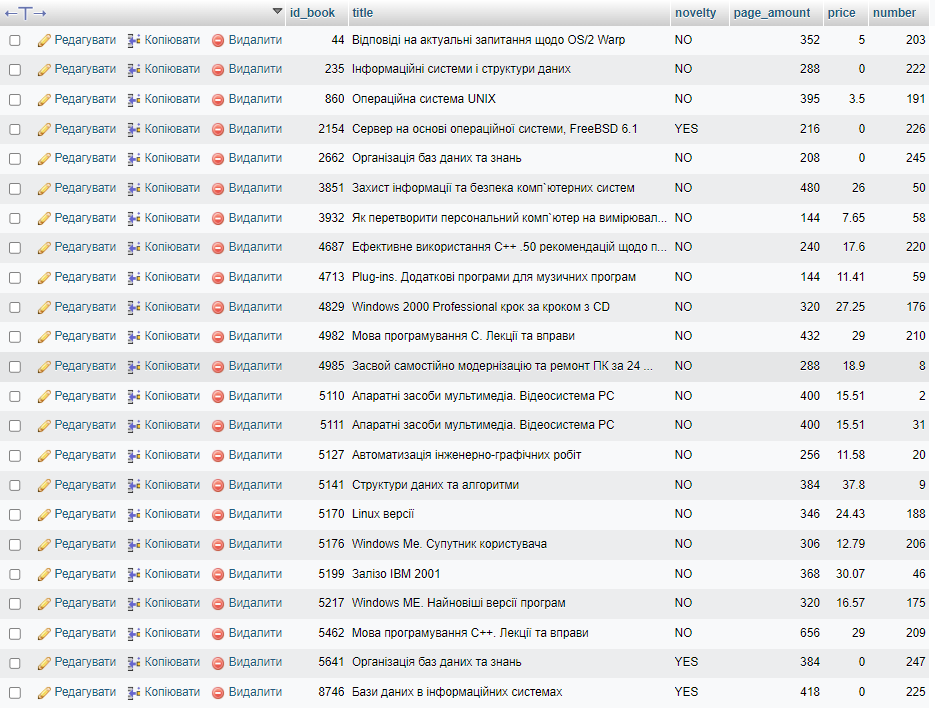 ←T→ id_book title novelty page_amount price number
Редагувати Копіювати Видалити 44 Відповіді на актуальні запитання щодо OS/2 Warp NO 352 5 203
Редагувати Копіювати Видалити 235 Інформаційні системи і структури даних NO 288 0 222
Редагувати Копіювати Видалити 860 Операційна система UNIX NO 395 3.5 191
Редагувати Копіювати Видалити 2154 Сервер на основі операційної системи, FreeBSD 6.1 YES 216 0 226
Редагувати Копіювати Видалити 2662 Організація баз даних та знань NO 208 0 245
Редагувати Копіювати Видалити 3851 Захист інформації та безпека комп`ютерних систем NO 480 26 50
Редагувати Копіювати Видалити 3932 Як перетворити персональний комп`ютер на вимірювал... NO 144 7.65 58
Редагувати Копіювати Видалити 4687 Ефективне використання C++ .50 рекомендацій щодо п... NO 240 17.6 220
Редагувати Копіювати Видалити 4713 Plug-ins. Додаткові програми для музичних програм NO 144 11.41 59
Редагувати Копіювати Видалити 4829 Windows 2000 Professional крок за кроком з CD NO 320 27.25 176
Редагувати Копіювати Видалити 4982 Мова програмування С. Лекції та вправи NO 432 29 210
Редагувати Копіювати Видалити 4985 Засвой самостійно модернізацію та ремонт ПК за 24 ... NO 288 18.9 8
Редагувати Копіювати Видалити 5110 Апаратні засоби мультимедіа. Відеосистема РС NO 400 15.51 2
Редагувати Копіювати Видалити 5111 Апаратні засоби мультимедіа. Відеосистема РС NO 400 15.51 31
Редагувати Копіювати Видалити 5127 Автоматизація інженерно-графічних робіт NO 256 11.58 20
Редагувати Копіювати Видалити 5141 Структури даних та алгоритми NO 384 37.8 9
Редагувати Копіювати Видалити 5170 Linux версії NO 346 24.43 188
Редагувати Копіювати Видалити 5176 Windows Me. Супутник користувача NO 306 12.79 206
Редагувати Копіювати Видалити 5199 Залізо IBM 2001 NO 368 30.07 46
Редагувати Копіювати Видалити 5217 Windows ME. Найновіші версії програм NO 320 16.57 175
Редагувати Копіювати Видалити 5462 Мова програмування С++. Лекції та вправи NO 656 29 209
Редагувати Копіювати Видалити 5641 Організація баз даних та знань YES 384 0 247
Редагувати Копіювати Видалити 8746 Бази даних в інформаційних системах YES 418 0 225